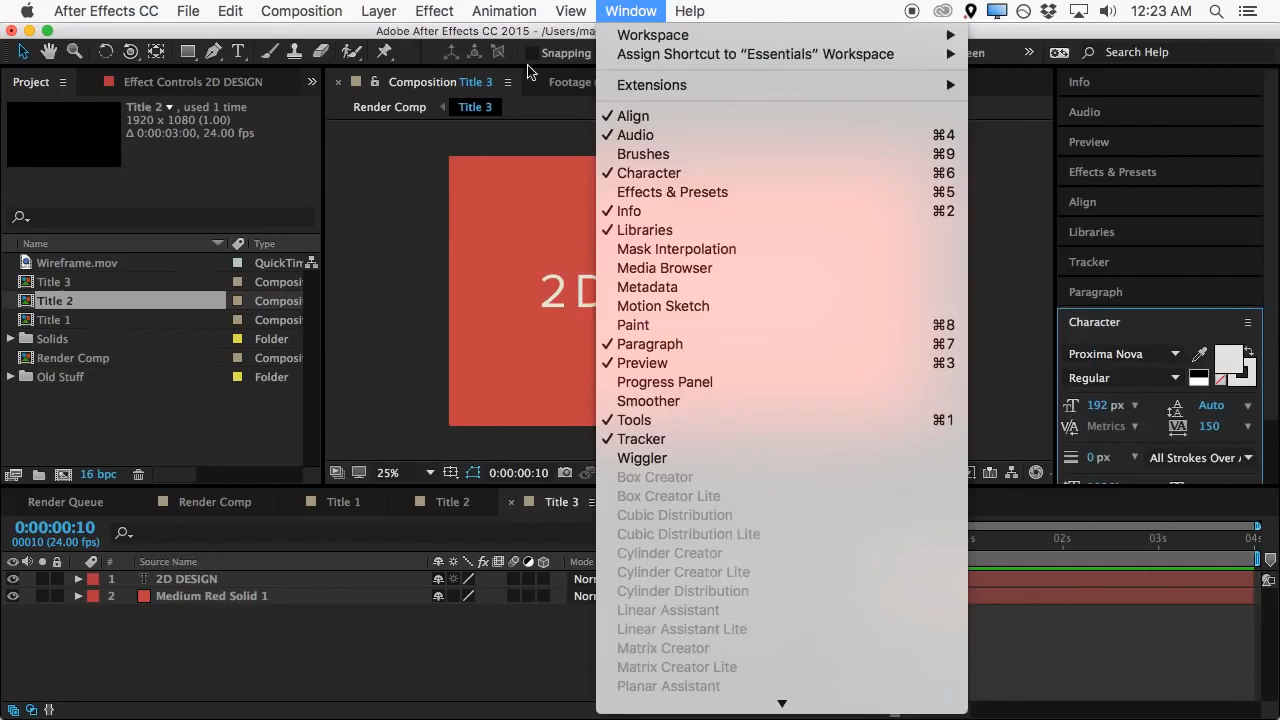 After Effects CC File Edit Composition Layer Effect Animation View Window Help 12:23 AM
Adobe After Effects CC 2015 - /Users/ma
Snapping
Search Help
Project
Effect Controls 2D DESIGN
Composition Title 3
Footage
Render Comp
Title 3
Title 2 , used 1 time
1920 x 1080 (1.00)
Δ 0:00:03:00, 24.00 fps
Name Type
Wireframe.mov QuickTim
Title 3 Composi
Title 2 Composi
Title 1 Composi
Solids Folder
Render Comp Composi
Old Stuff Folder
16 bpc
2D
25% 0:00:00:10
Workspace
Assign Shortcut to “Essentials” Workspace
Extensions
Align
Audio ⌘4
Brushes ⌘9
Character ⌘6
Effects & Presets ⌘5
Info ⌘2
Libraries
Mask Interpolation
Media Browser
Metadata
Motion Sketch
Paint ⌘8
Paragraph ⌘7
Preview ⌘3
Progress Panel
Smoother
Tools ⌘1
Tracker
Wiggler
Box Creator
Box Creator Lite
Cubic Distribution
Cubic Distribution Lite
Cylinder Creator
Cylinder Creator Lite
Cylinder Distribution
Linear Assistant
Linear Assistant Lite
Matrix Creator
Matrix Creator Lite
Planar Assistant
Info
Audio
Preview
Effects & Presets
Align
Libraries
Tracker
Paragraph
Character
Proxima Nova
Regular
192 px Auto
Metrics 150
0 px All Strokes Over
Render Queue Render Comp Title 1 Title 2 Title 3
0:00:00:10
00010 (24.00 fps)
02s 03s 04s
# Source Name Mode
1 2D DESIGN Nor
2 Medium Red Solid 1 Nor